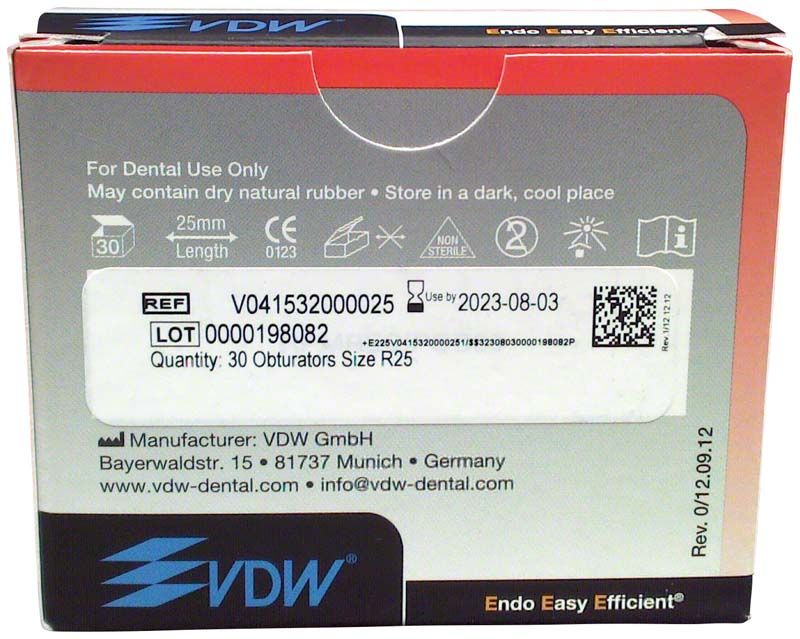 VDW®
Endo Easy Efficient®
For Dental Use Only
May contain dry natural rubber • Store in a dark, cool place
30
25mm
Length
CE
0123
NON
STERILE
2
i
REF V041532000025 Use by 2023-08-03
LOT 0000198082
+E225V0415320000251/$$32308030000198082P
Rev.1/12.12.12
Quantity: 30 Obturators Size R25
Manufacturer: VDW GmbH
Bayerwaldstr. 15 • 81737 Munich • Germany
www.vdw-dental.com • info@vdw-dental.com
Rev. 0/12.09.12
VDW®
Endo Easy Efficient®